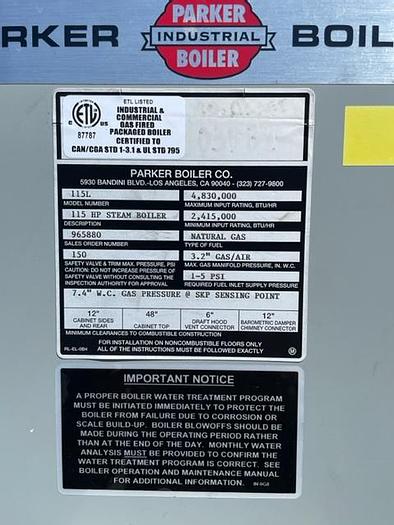 RKER
PARKER
INDUSTRIAL
BOILER
BOIL
ETL LISTED
INDUSTRIAL &
COMMERCIAL
GAS FIRED
PACKAGED BOILER
CERTIFIED TO
CAN/CGA STD 1-3.1 & UL STD 795
C ETL US
87787
PARKER BOILER CO.
5930 BANDINI BLVD.-LOS ANGELES, CA 90040 - (323) 727-9800
115L 4,830,000
MODEL NUMBER MAXIMUM INPUT RATING, BTU/HR
115 HP STEAM BOILER 2,415,000
DESCRIPTION MINIMUM INPUT RATING, BTU/HR
965880 NATURAL GAS
SALES ORDER NUMBER TYPE OF FUEL
150 3.2" GAS/AIR
SAFETY VALVE & TRIM MAX. PRESSURE, PSI MAX. GAS MANIFOLD PRESSURE, IN. W.C.
CAUTION: DO NOT INCREASE PRESSURE OF
SAFETY VALVE WITHOUT CONSULTING THE 1-5 PSI
INSPECTION AUTHORITY FOR APPROVAL REQUIRED FUEL INLET SUPPLY PRESSURE
7.4" W.C. GAS PRESSURE @ SKP SENSING POINT
12" 48" 6" 12"
CABINET SIDES CABINET TOP DRAFT HOOD BAROMETRIC DAMPER
AND REAR VENT CONNECTOR CHIMNEY CONNECTOR
MINIMUM CLEARANCES TO COMBUSTIBLE CONSTRUCTION
FOR INSTALLATION ON NONCOMBUSTIBLE FLOORS ONLY
RL-EL-0B4 ALL OF THE INSTRUCTIONS MUST BE FOLLOWED EXACTLY M
IMPORTANT NOTICE
A PROPER BOILER WATER TREATMENT PROGRAM
MUST BE INITIATED IMMEDIATELY TO PROTECT THE
BOILER FROM FAILURE DUE TO CORROSION OR
SCALE BUILD-UP. BOILER BLOWOFFS SHOULD BE
MADE DURING THE OPERATING PERIOD RATHER
THAN AT THE END OF THE DAY. MONTHLY WATER
ANALYSIS MUST BE PROVIDED TO CONFIRM THE
WATER TREATMENT PROGRAM IS CORRECT. SEE
BOILER OPERATION AND MAINTENANCE MANUAL
FOR ADDITIONAL INFORMATION.